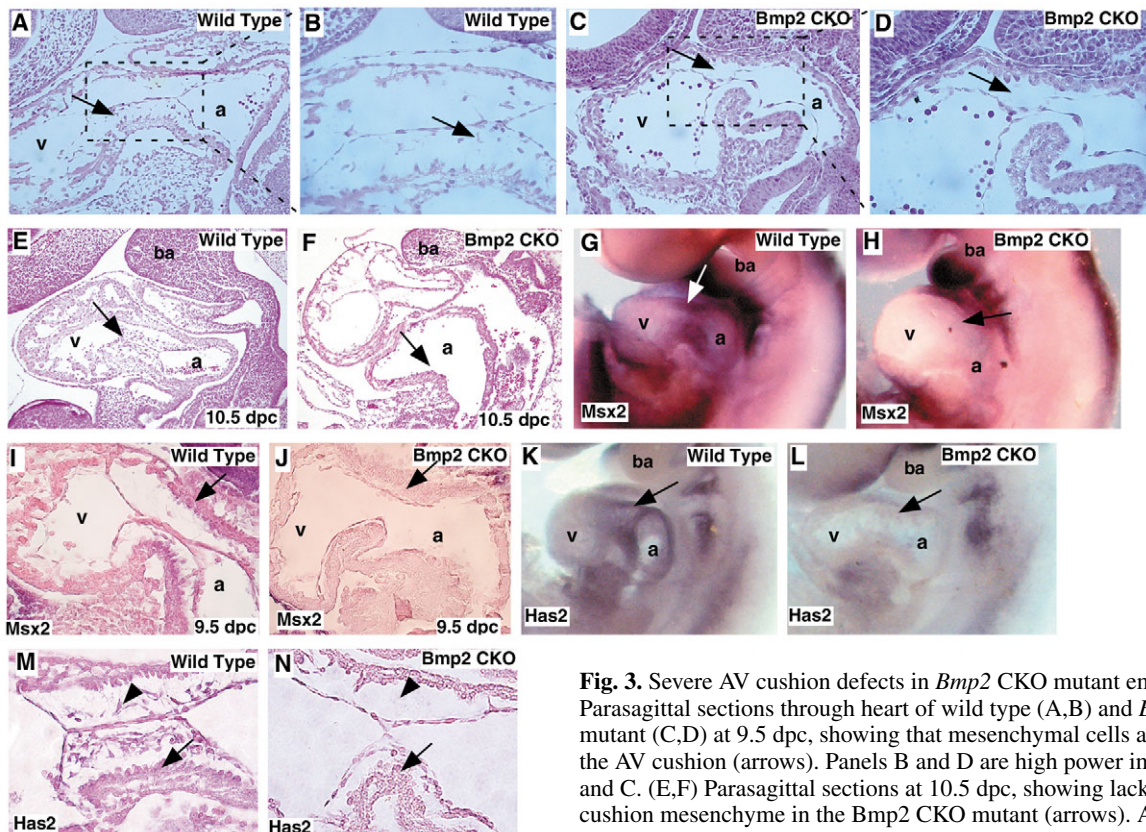 A Wild Type
a
v
B Wild Type
C Bmp2 CKO
a
v
D Bmp2 CKO
E Wild Type
ba
v
a
10.5 dpc
F Bmp2 CKO
ba
a
10.5 dpc
G Wild Type
ba
v
a
Msx2
H Bmp2 CKO
ba
v
a
Msx2
I Wild Type
v
a
Msx2 9.5 dpc
J Bmp2 CKO
v
a
Msx2 9.5 dpc
K Wild Type
ba
v
a
Has2
L Bmp2 CKO
ba
v
a
Has2
M Wild Type
Has2
N Bmp2 CKO
Has2
Fig. 3. Severe AV cushion defects in Bmp2 CKO mutant
Parasagittal sections through heart of wild type (A,B) and
mutant (C,D) at 9.5 dpc, showing that mesenchymal cells
the AV cushion (arrows). Panels B and D are high power
and C. (E,F) Parasagittal sections at 10.5 dpc, showing lack
cushion mesenchyme in the Bmp2 CKO mutant (arrows).